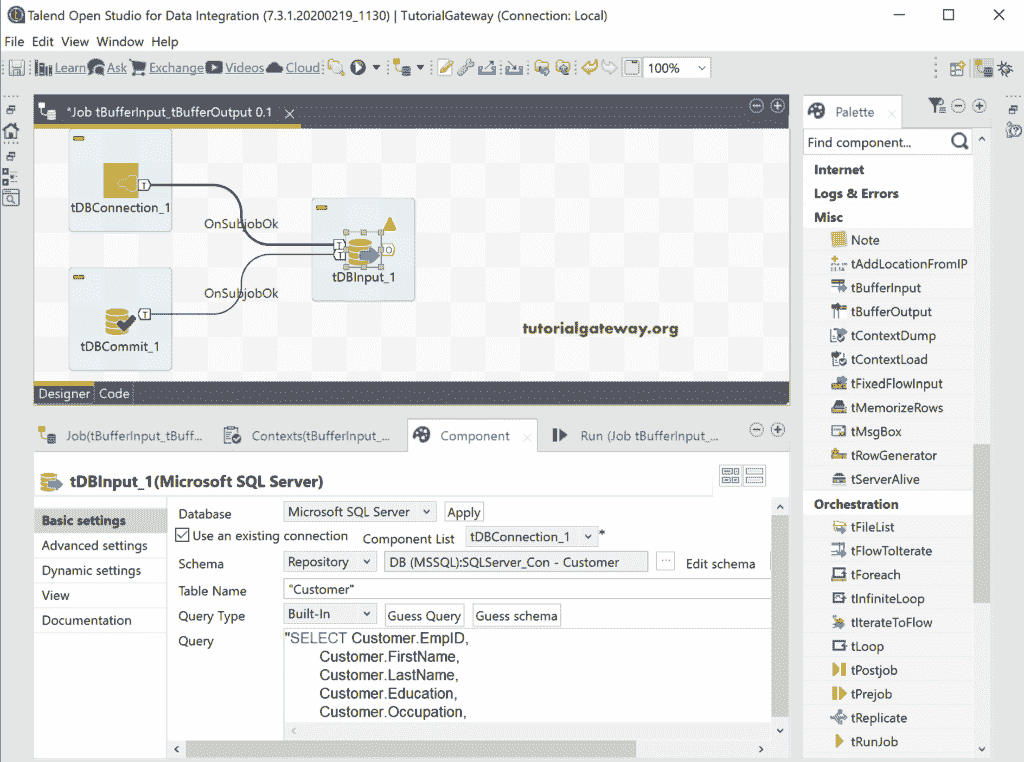 Talend Open Studio for Data Integration (7.3.1.20200219_1130) | TutorialGateway (Connection: Local)
File Edit View Window Help
Learn Ask Exchange Videos Cloud 100%
*Job tBufferInput_tBufferOutput 0.1
tDBConnection_1
OnSubjobOk
tDBInput_1
OnSubjobOk
tDBCommit_1
tutorialgateway.org
Designer Code
Palette
Find component...
Internet
Logs & Errors
Misc
Note
tAddLocationFromIP
tBufferInput
tBufferOutput
tContextDump
tContextLoad
tFixedFlowInput
tMemorizeRows
tMsgBox
tRowGenerator
tServerAlive
Orchestration
tFileList
tFlowToIterate
tForeach
tInfiniteLoop
tIterateToFlow
tLoop
tPostjob
tPrejob
tReplicate
tRunJob
Job(tBufferInput_tBuff... Contexts(tBufferInput_... Component Run (Job tBufferInput_...
tDBInput_1(Microsoft SQL Server)
Basic settings
Advanced settings
Dynamic settings
View
Documentation
Database Microsoft SQL Server Apply
Use an existing connection Component List tDBConnection_1 *
Schema Repository DB (MSSQL):SQLServer_Con - Customer ... Edit schema
Table Name "Customer"
Query Type Built-In Guess Query Guess schema
Query "SELECT Customer.EmpID,
Customer.FirstName,
Customer.LastName,
Customer.Education,
Customer.Occupation,